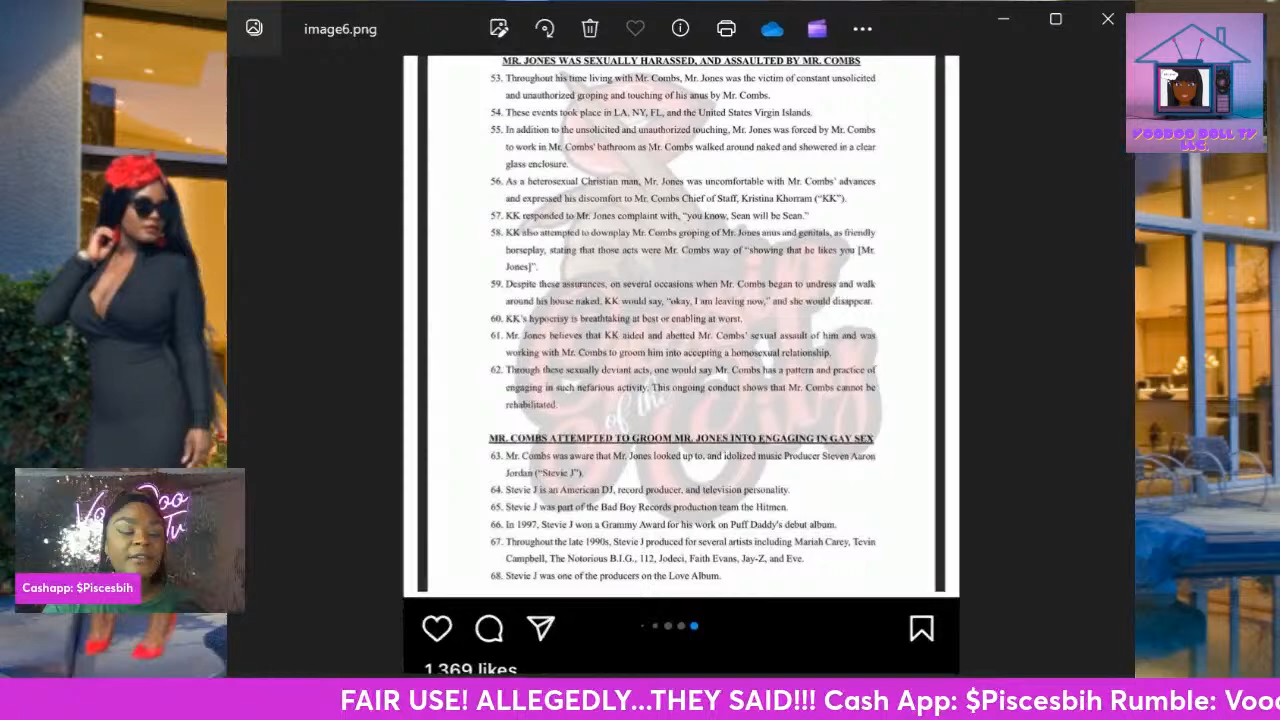 image6.png
MR. JONES WAS SEXUALLY HARASSED, AND ASSAULTED BY MR. COMBS
53. Throughout his time living with Mr. Combs, Mr. Jones was the victim of constant unsolicited
and unauthorized groping and touching of his anus by Mr. Combs.
54. These events took place in LA, NY, FL, and the United States Virgin Islands.
55. In addition to the unsolicited and unauthorized touching, Mr. Jones was forced by Mr. Combs
to work in Mr. Combs' bathroom as Mr. Combs walked around naked and showered in a clear
glass enclosure.
56. As a heterosexual Christian man, Mr. Jones was uncomfortable with Mr. Combs' advances
and expressed his discomfort to Mr. Combs Chief of Staff, Kristina Khorram ("KK").
57. KK responded to Mr. Jones complaint with, "you know, Sean will be Sean."
58. KK also attempted to downplay Mr. Combs groping of Mr. Jones anus and genitals, as friendly
horseplay, stating that those acts were Mr. Combs way of "showing that he likes you [Mr.
Jones]".
59. Despite these assurances, on several occasions when Mr. Combs began to undress and walk
around his house naked, KK would say, "okay, I am leaving now," and she would disappear.
60. KK's hypocrisy is breathtaking at best or enabling at worst.
61. Mr. Jones believes that KK aided and abetted Mr. Combs' sexual assault of him and was
working with Mr. Combs to groom him into accepting a homosexual relationship.
62. Through these sexually deviant acts, one would say Mr. Combs has a pattern and practice of
engaging in such nefarious activity. This ongoing conduct shows that Mr. Combs cannot be
rehabilitated.
MR. COMBS ATTEMPTED TO GROOM MR. JONES INTO ENGAGING IN GAY SEX
63. Mr. Combs was aware that Mr. Jones looked up to, and idolized music Producer Steven Aaron
Jordan ("Stevie J").
64. Stevie J is an American DJ, record producer, and television personality.
65. Stevie J was part of the Bad Boy Records production team the Hitmen.
66. In 1997, Stevie J won a Grammy Award for his work on Puff Daddy's debut album.
67. Throughout the late 1990s, Stevie J produced for several artists including Mariah Carey, Tevin
Campbell, The Notorious B.I.G., 112, Jodeci, Faith Evans, Jay-Z, and Eve.
68. Stevie J was one of the producers on the Love Album.
of the
1,369 likes
VOODOO DOLL TV
LLC.
Cashapp: $Piscesbih
FAIR USE! ALLEGEDLY...THEY SAID!!! Cash App: $Piscesbih Rumble: Vooo